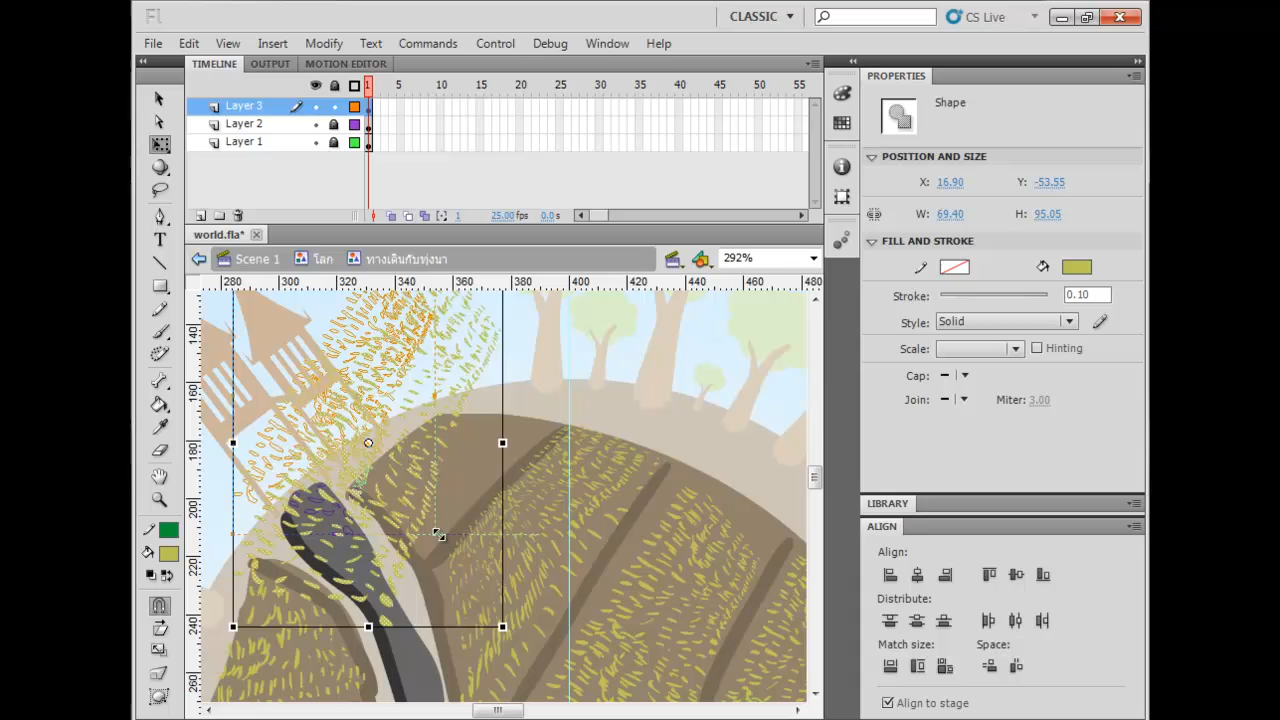 Fl CLASSIC CS Live
File Edit View Insert Modify Text Commands Control Debug Window Help
TIMELINE OUTPUT MOTION EDITOR
1 5 10 15 20 25 30 35 40 45 50 55
Layer 3
Layer 2
Layer 1
1 25.00fps 0.0s
world.fla*
Scene 1 โลก ทางเดินกับทุ่งนา 292%
280 300 320 340 360 380 400 420 440 460 480
140
160
180
200
220
240
260
PROPERTIES
Shape
POSITION AND SIZE
X: 16.90 Y: -53.55
W: 69.40 H: 95.05
FILL AND STROKE
Stroke: 0.10
Style: Solid
Scale: Hinting
Cap:
Join: Miter: 3.00
LIBRARY
ALIGN
Align:
Distribute:
Match size: Space:
Align to stage